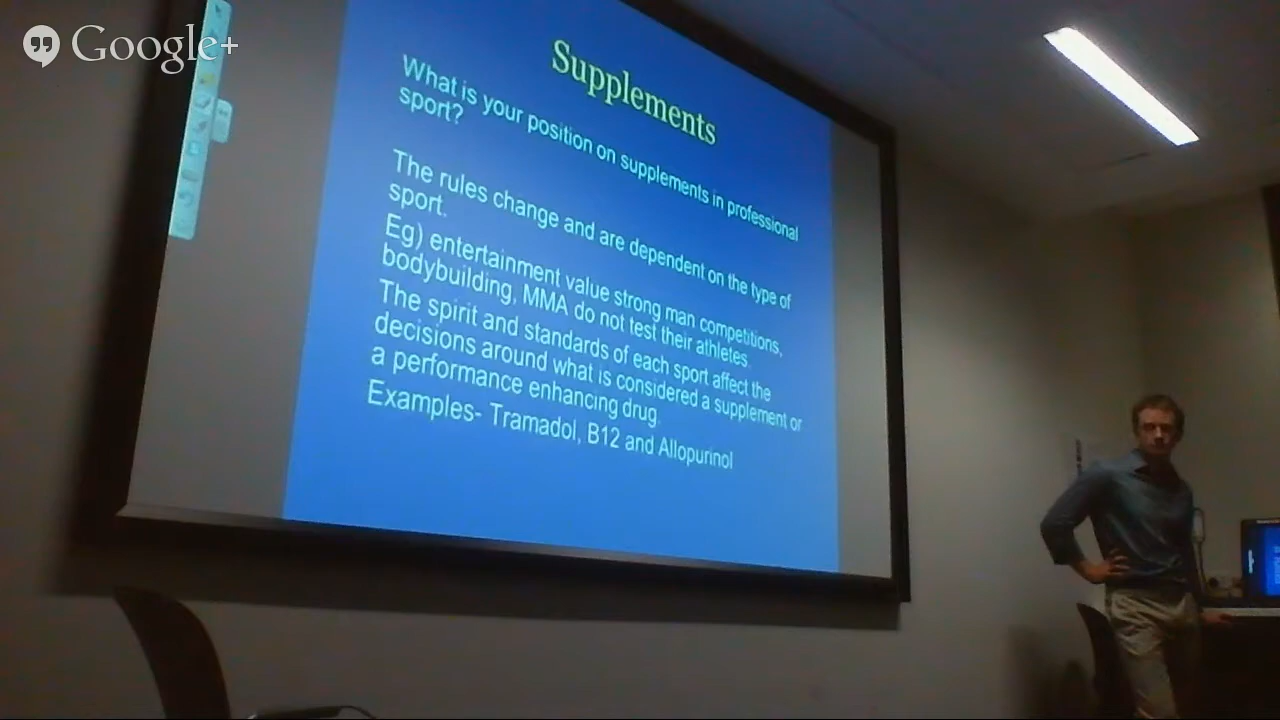 Google+
Supplements
What is your position on supplements in professional
sport?
The rules change and are dependent on the type of
sport.
Eg) entertainment value strong man competitions,
bodybuilding, MMA do not test their athletes.
The spirit and standards of each sport affect the
decisions around what is considered a supplement or
a performance enhancing drug.
Examples- Tramadol, B12 and Allopurinol